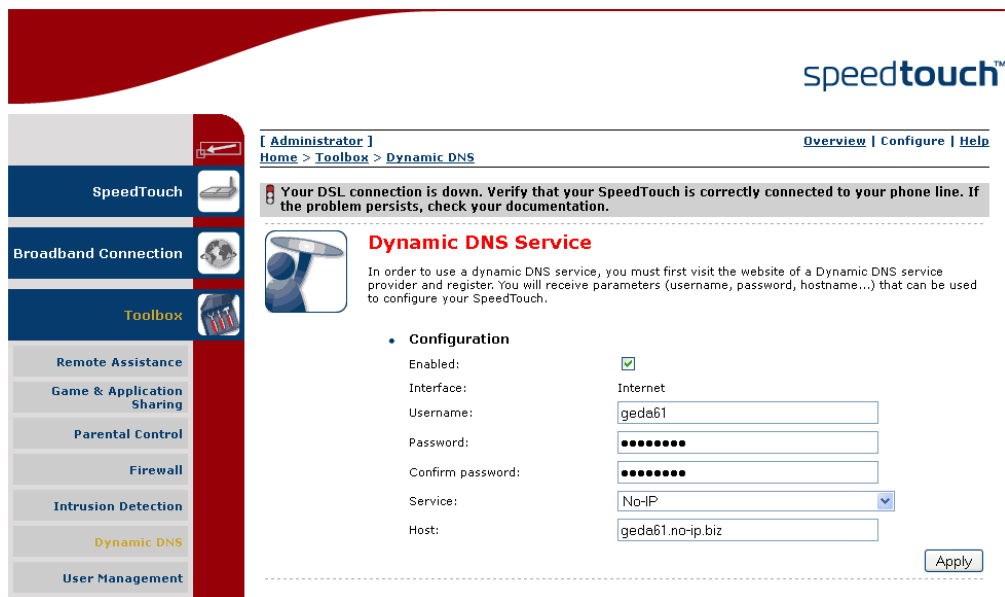 speedtouch™
[ Administrator ]
Overview | Configure | Help
Home > Toolbox > Dynamic DNS
SpeedTouch
Broadband Connection
Toolbox
Remote Assistance
Game & Application
Sharing
Parental Control
Firewall
Intrusion Detection
Dynamic DNS
User Management
Your DSL connection is down. Verify that your SpeedTouch is correctly connected to your phone line. If
the problem persists, check your documentation.
Dynamic DNS Service
In order to use a dynamic DNS service, you must first visit the website of a Dynamic DNS service
provider and register. You will receive parameters (username, password, hostname...) that can be used
to configure your SpeedTouch.
Configuration
Enabled:
Interface: Internet
Username: geda61
Password: ●●●●●●●●
Confirm password: ●●●●●●●●
Service: No-IP
Host: geda61.no-ip.biz
Apply